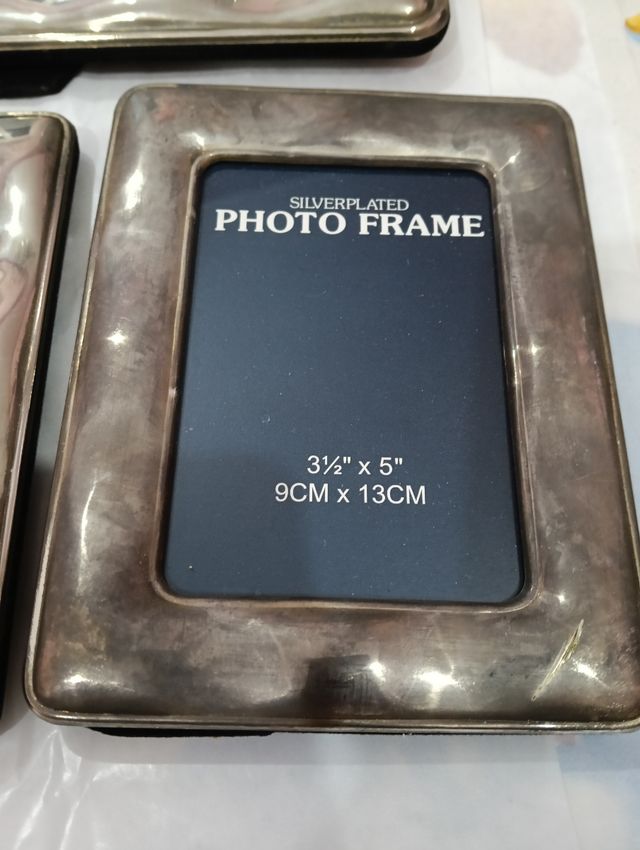 SILVERPLATED
PHOTO FRAME
3½" x 5"
9CM x 13CM